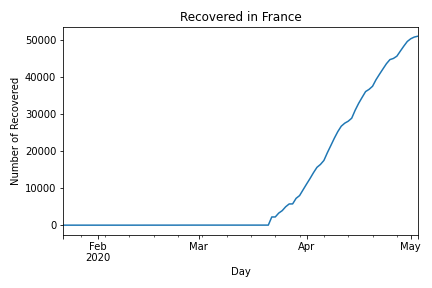 Recovered in France
50000
40000
30000
20000
10000
0
Number of Recovered
Feb
2020
Mar
Apr
May
Day